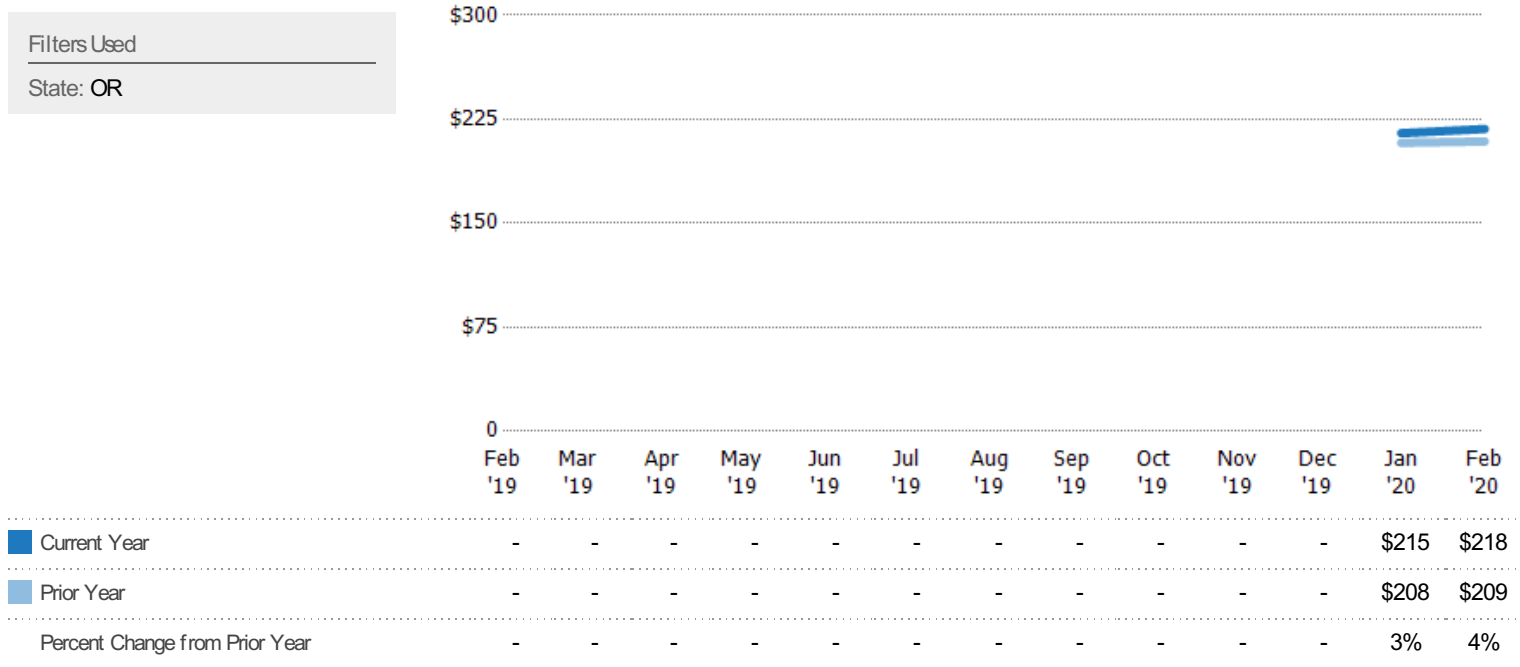 Filters Used
State: OR
$300
$225
$150
$75
0
Feb Mar Apr May Jun Jul Aug Sep Oct Nov Dec Jan Feb
'19 '19 '19 '19 '19 '19 '19 '19 '19 '19 '19 '20 '20
Current Year - - - - - - - - - - - $215 $218
Prior Year - - - - - - - - - - - $208 $209
Percent Change from Prior Year - - - - - - - - - - - 3% 4%